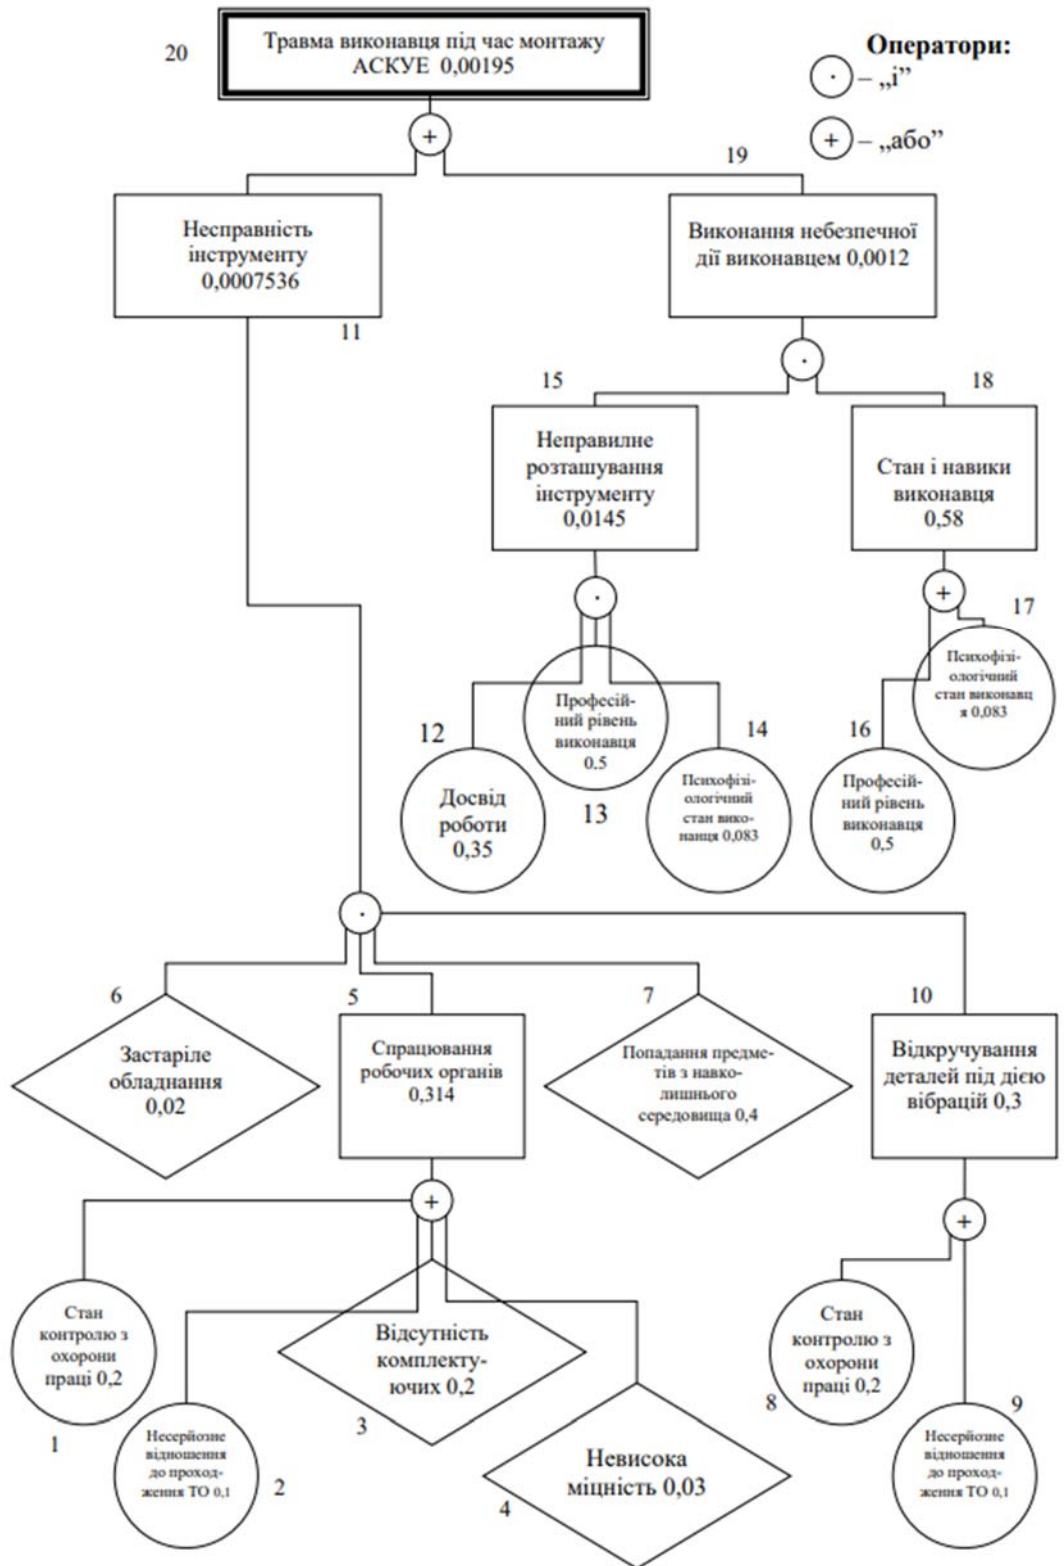 20
Травма виконавця під час монтажу
АСКУЕ 0,00195
Оператори:
· – „і”
+ – „або”
+
19
Несправність
інструменту
0,0007536
11
Виконання небезпечної
дії виконавцем 0,0012
·
15
Неправилне
розташування
інструменту
0,0145
18
Стан і навики
виконавця
0,58
·
+
17
Психофізі-
ологічний
стан виконавц
я 0,083
12
Досвід
роботи
0,35
Професій-
ний рівень
виконавця
0.5
13
14
Психофізі-
ологічний
стан вико-
нанця 0,083
16
Професій-
ний рівень
виконавця
0,5
·
6
Застаріле
обладнання
0,02
5
Спрацювання
робочих органів
0,314
7
Попадання предме-
тів з навко-
лишнього
середовища 0,4
10
Відкручування
деталей під дією
вібрацій 0,3
+
+
Стан
контролю з
охорони
праці 0,2
1
Несерйозне
відношення
до проход-
ження ТО 0,1
2
Відсутність
комплекту-
ючих 0,2
3
Невисока
міцність 0,03
4
Стан
контролю з
охорони
праці 0,2
8
9
Несерйозне
відношення
до проход-
ження ТО 0,1